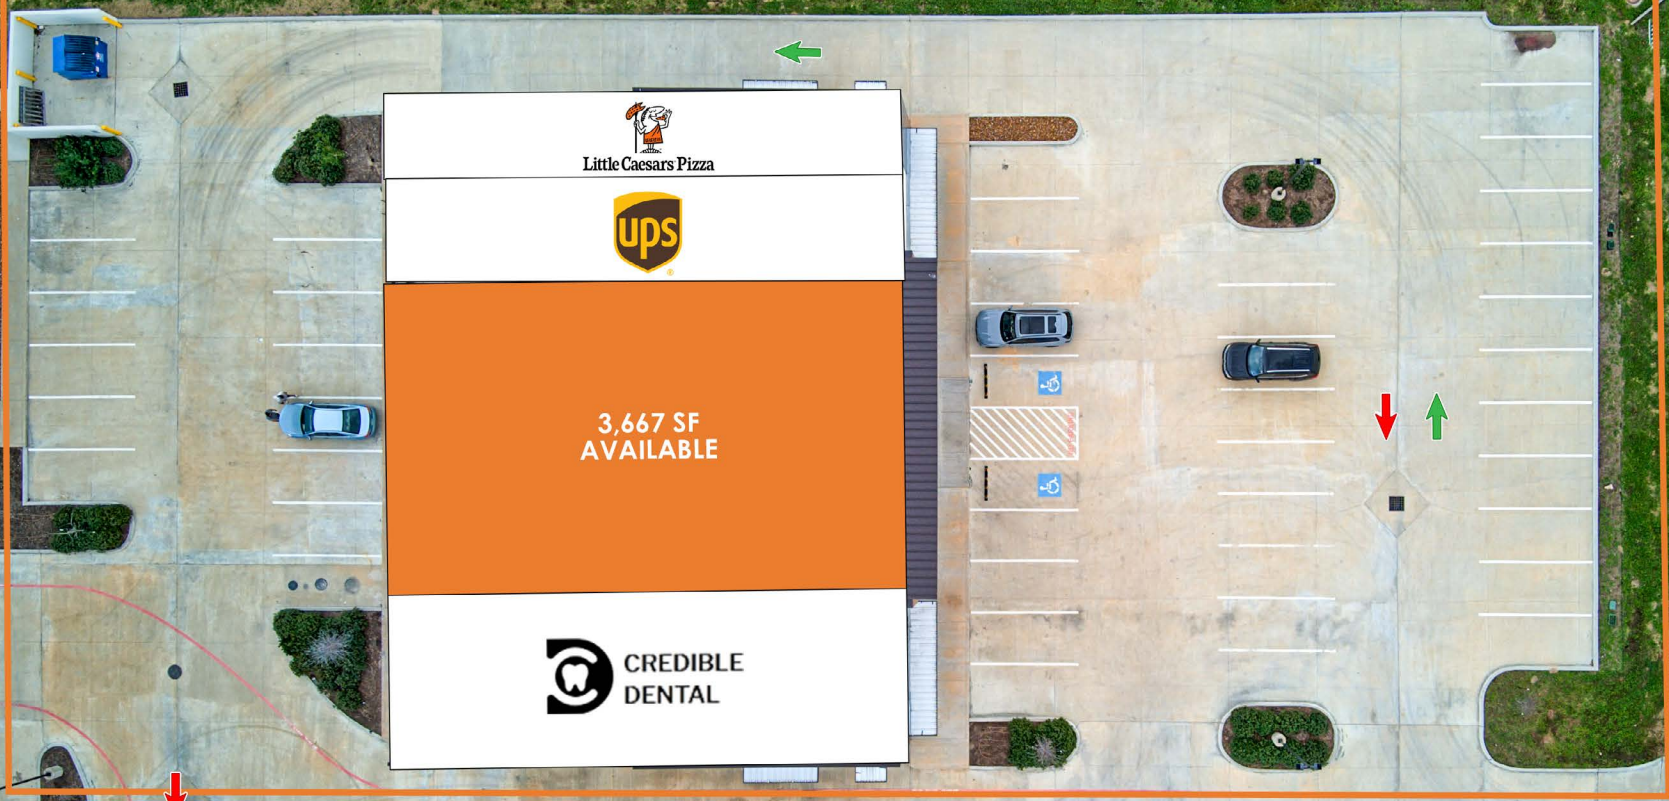 Little Caesars Pizza
ups
®
3,667 SF
AVAILABLE
CREDIBLE
DENTAL